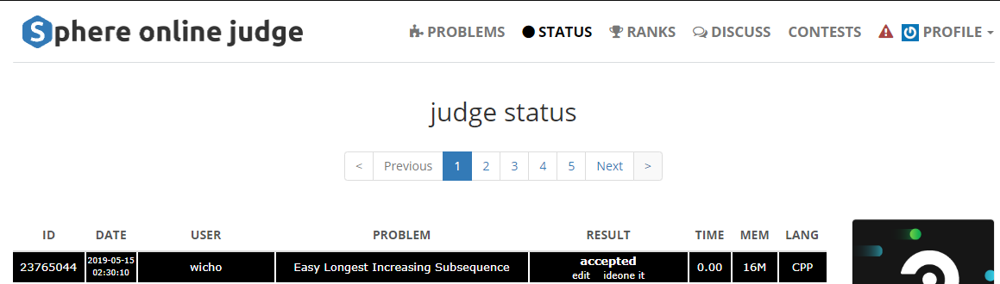 Sphere online judge PROBLEMS STATUS RANKS DISCUSS CONTESTS PROFILE
judge status
< Previous 1 2 3 4 5 Next >
ID DATE USER PROBLEM RESULT TIME MEM LANG
23765044 2019-05-15 02:30:10 wicho Easy Longest Increasing Subsequence accepted 0.00 16M CPP
edit ideone it